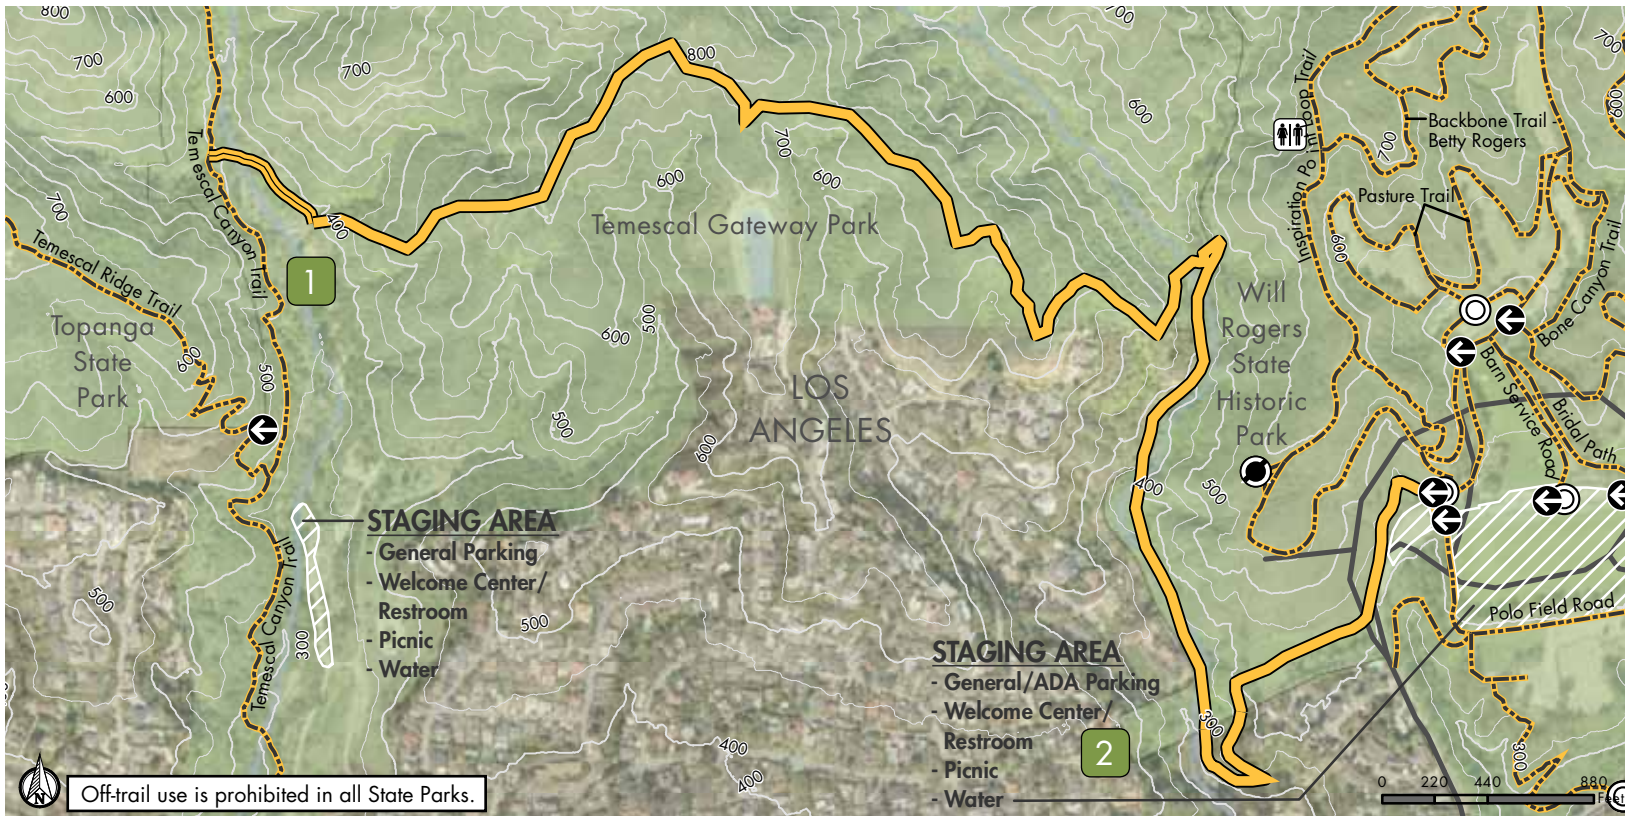 800
700
600
700
800
700
600
700
600
700
600
Temescal Canyon Trail
Inspiration Point Loop Trail
Backbone Trail -
Betty Rogers
700
Pasture Trail
600
700
400
Temescal Gateway Park
Temescal Ridge Trail
1
Topanga
State
Park
600
500
500
600
500
600
LOS
ANGELES
Will
Rogers
State
Historic
Park
Bone Canyon Trail
Barn Service Road
Bridal Path
400
500
STAGING AREA
- General Parking
- Welcome Center/
Restroom
- Picnic
- Water
Temescal Canyon Trail
300
500
500
Polo Field Road
STAGING AREA
- General/ADA Parking
- Welcome Center/
Restroom
- Picnic
- Water
2
300
300
400
400
N
Off-trail use is prohibited in all State Parks.
0 220 440 880
Feet